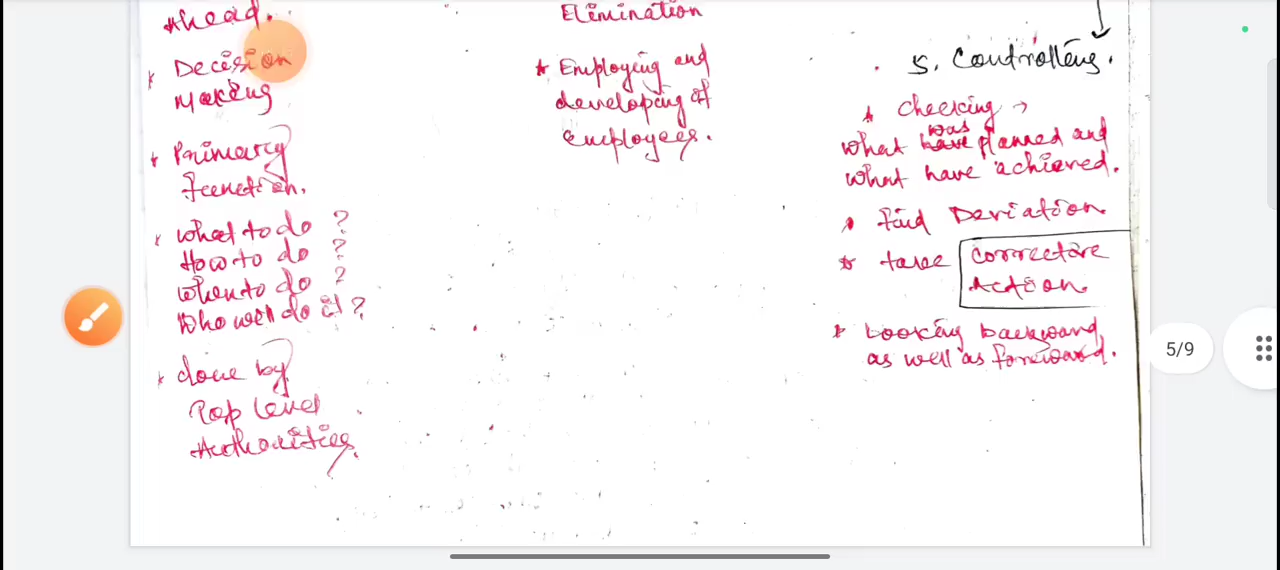 Ahead...
* Decision
Making
* Primary
function.
* What to do ?
How to do ?
When to do ?
Who will do it ?
* done by
Top Level
Authorities.
Elimination
* Employing and
developing of
employees.
5. Controlling.
* Checking →
was
What have planned and
what have achieved.
* find Deviation
* take corrective
Action
* Looking backward
as well as forward.
5/9